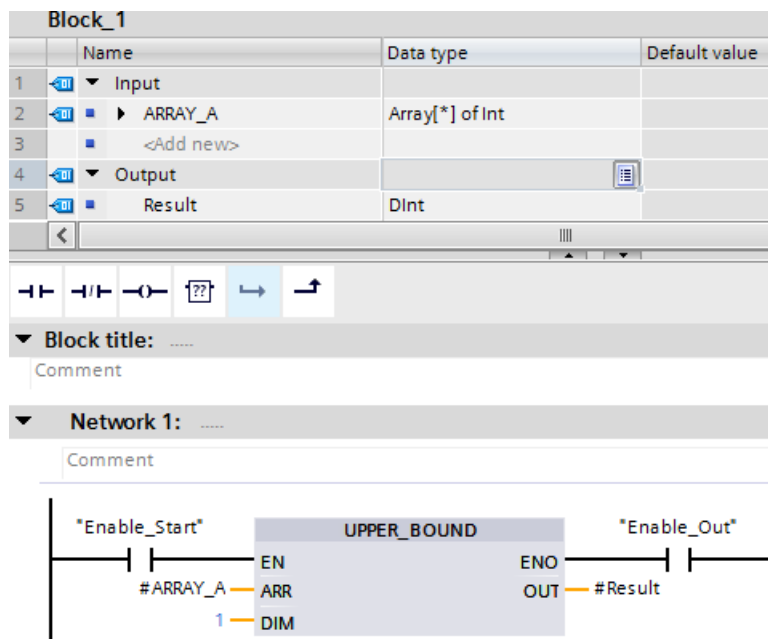 Block_1
Name Data type Default value
1 Input
2 ARRAY_A Array[*] of Int
3 <Add new>
4 Output
5 Result DInt
??
Block title: .....
Comment
Network 1: .....
Comment
"Enable_Start" UPPER_BOUND "Enable_Out"
EN ENO
#ARRAY_A ARR OUT #Result
1 DIM